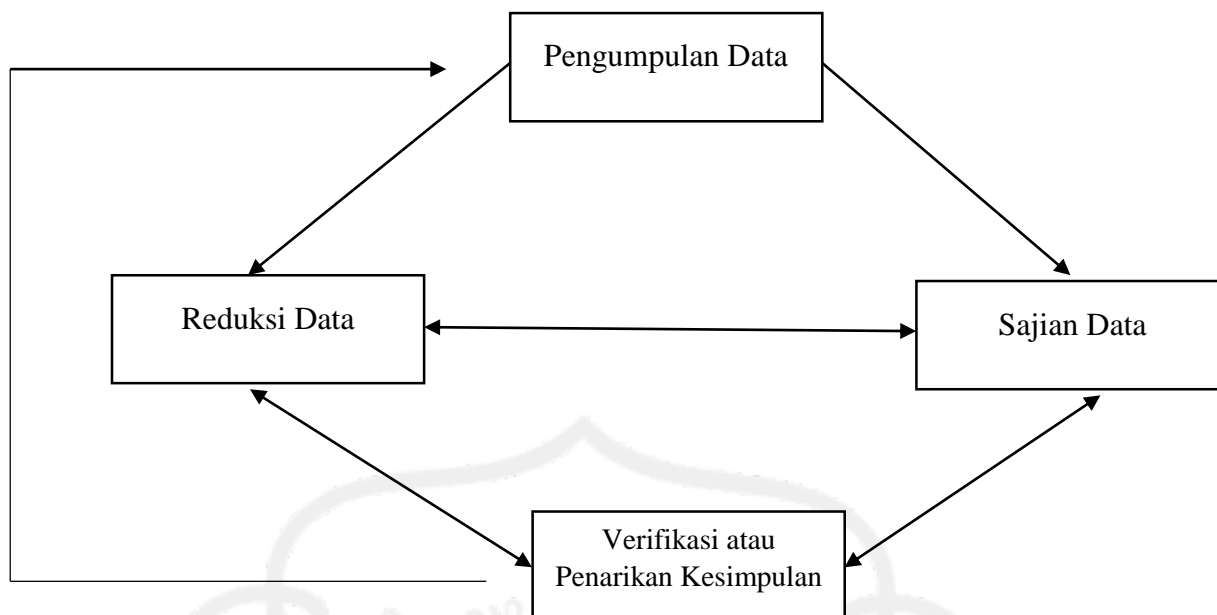 Pengumpulan Data
Reduksi Data
Sajian Data
Verifikasi atau
Penarikan Kesimpulan